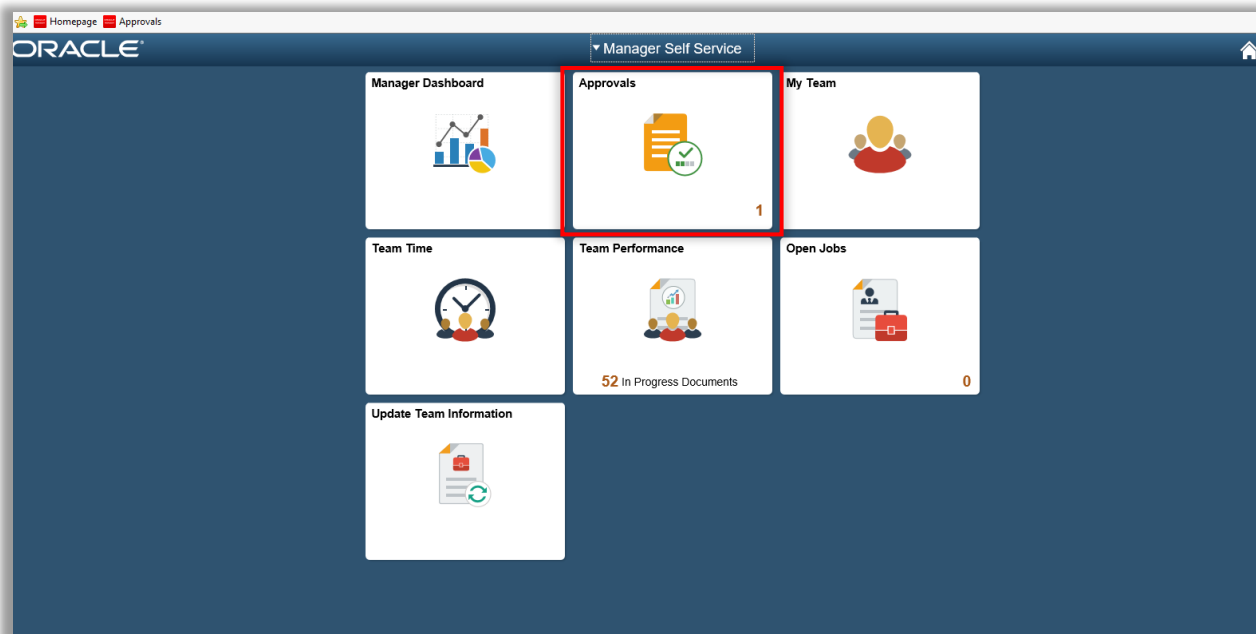 Homepage Approvals
ORACLE
Manager Self Service
Manager Dashboard
Approvals
1
My Team
Team Time
Team Performance
52 In Progress Documents
Open Jobs
0
Update Team Information